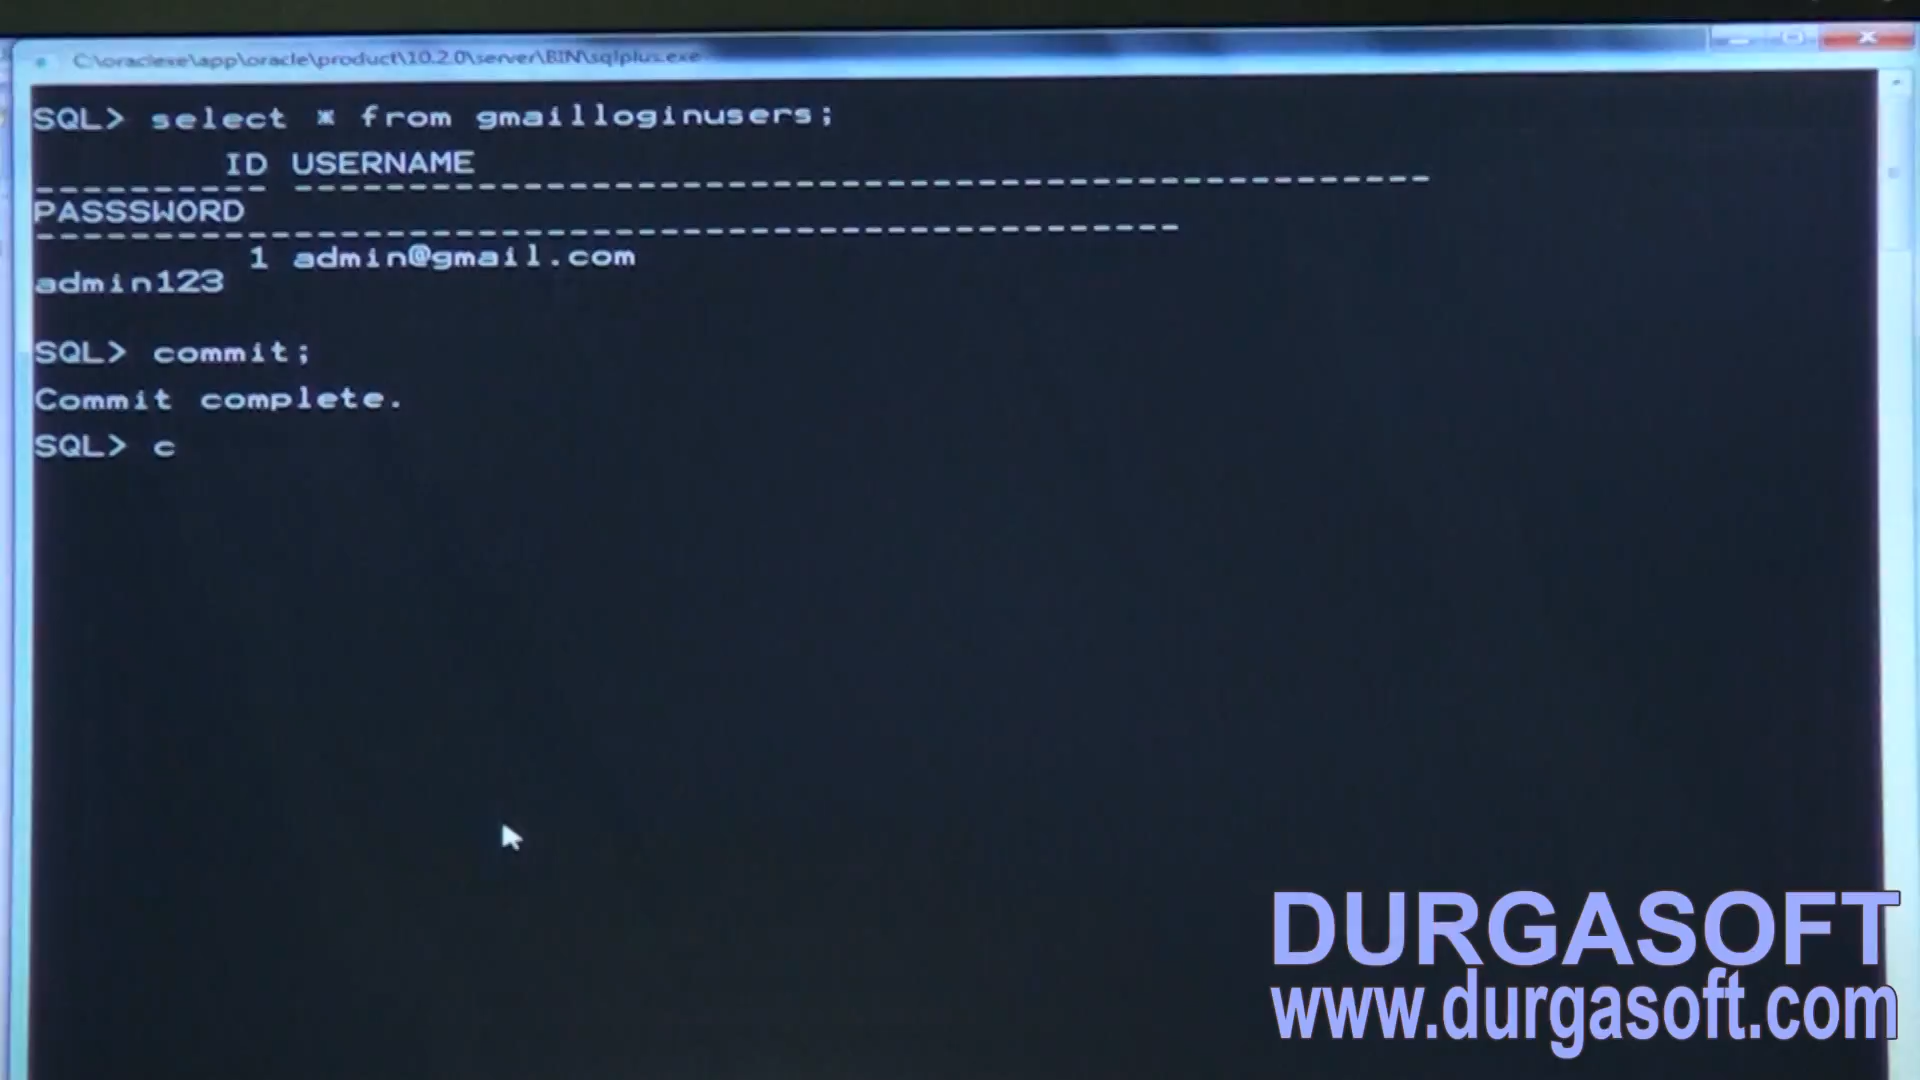 C:\oraclexe\app\oracle\product\10.2.0\server\BIN\sqlplus.exe
SQL> select * from gmailloginusers;
ID USERNAME
---------- --------------------------------------------------
PASSSWORD
--------------------------------------------------
1 admin@gmail.com
admin123
SQL> commit;
Commit complete.
SQL> c
DURGASOFT
www.durgasoft.com